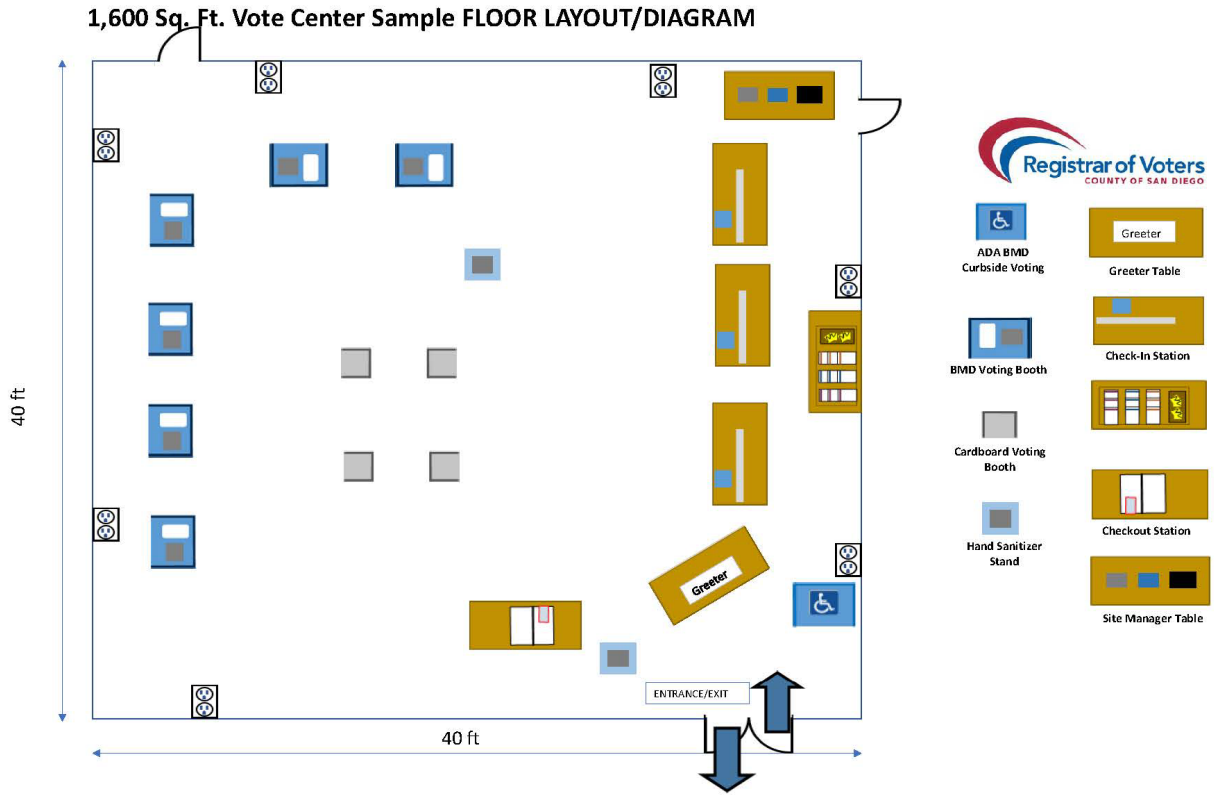 1,600 Sq. Ft. Vote Center Sample FLOOR LAYOUT/DIAGRAM
Registrar of Voters
COUNTY OF SAN DIEGO
ADA BMD
Curbside Voting
Greeter
Greeter Table
BMD Voting Booth
Check-In Station
40 ft
Cardboard Voting
Booth
Hand Sanitizer
Stand
Checkout Station
Site Manager Table
Greeter
ENTRANCE/EXIT
40 ft